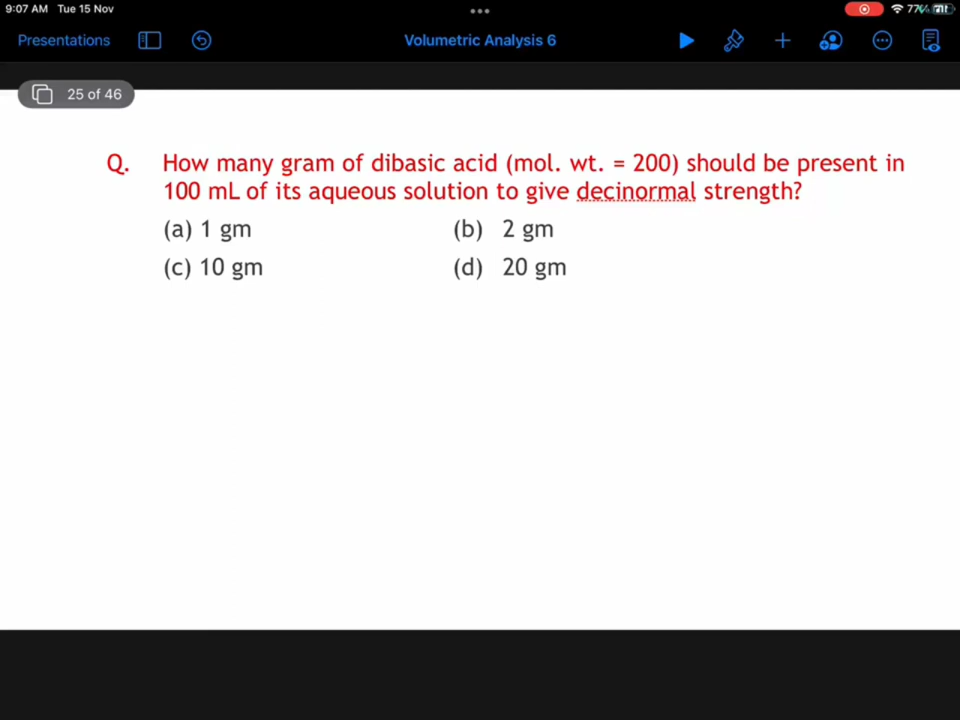 9:07 AM Tue 15 Nov
Presentations
Volumetric Analysis 6
25 of 46
Q. How many gram of dibasic acid (mol. wt. = 200) should be present in
100 mL of its aqueous solution to give decinormal strength?
(a) 1 gm (b) 2 gm
(c) 10 gm (d) 20 gm